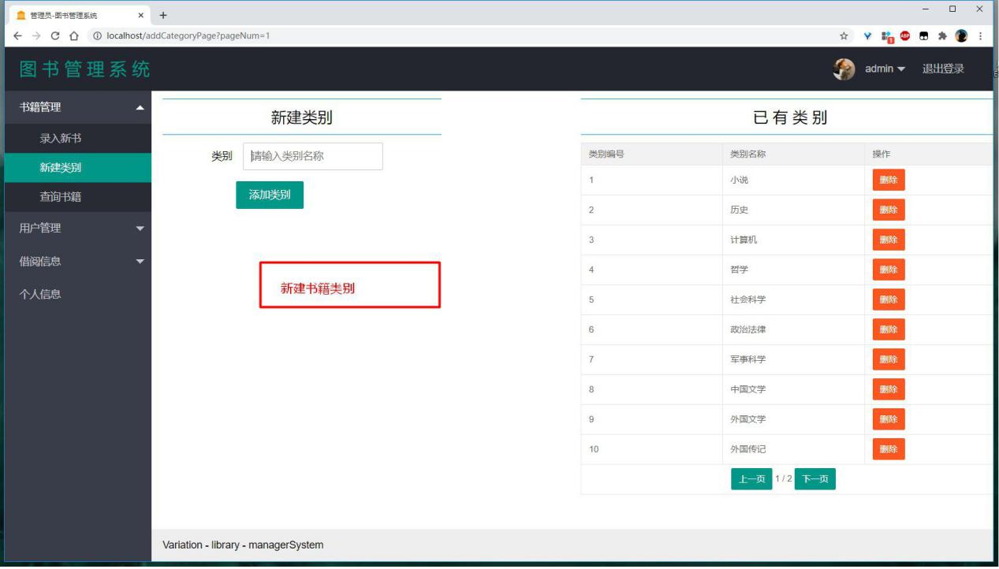 管理员-图书管理系统
localhost/addCategoryPage?pageNum=1
ABP
1
图书管理系统
admin
退出登录
书籍管理
录入新书
新建类别
查询书籍
用户管理
借阅信息
个人信息
新建类别
类别 请输入类别名称
添加类别
新建书籍类别
已有类别
类别编号 类别名称 操作
1 小说 删除
2 历史 删除
3 计算机 删除
4 哲学 删除
5 社会科学 删除
6 政治法律 删除
7 军事科学 删除
8 中国文学 删除
9 外国文学 删除
10 外国传记 删除
上一页 1 / 2 下一页
Variation - library - managerSystem